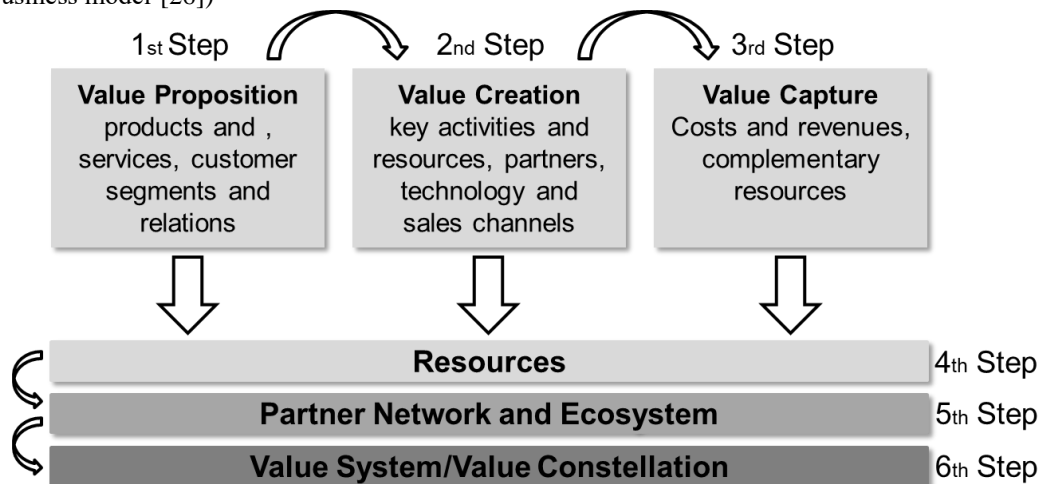 usiness model [26])
1st Step
2nd Step
3rd Step
Value Proposition
products and ,
services, customer
segments and
relations
Value Creation
key activities and
resources, partners,
technology and
sales channels
Value Capture
Costs and revenues,
complementary
resources
Resources
4th Step
Partner Network and Ecosystem
5th Step
Value System/Value Constellation
6th Step